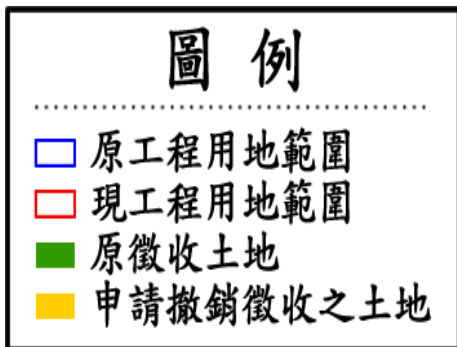 圖例
原工程用地範圍
現工程用地範圍
原徵收土地
申請撤銷徵收之土地